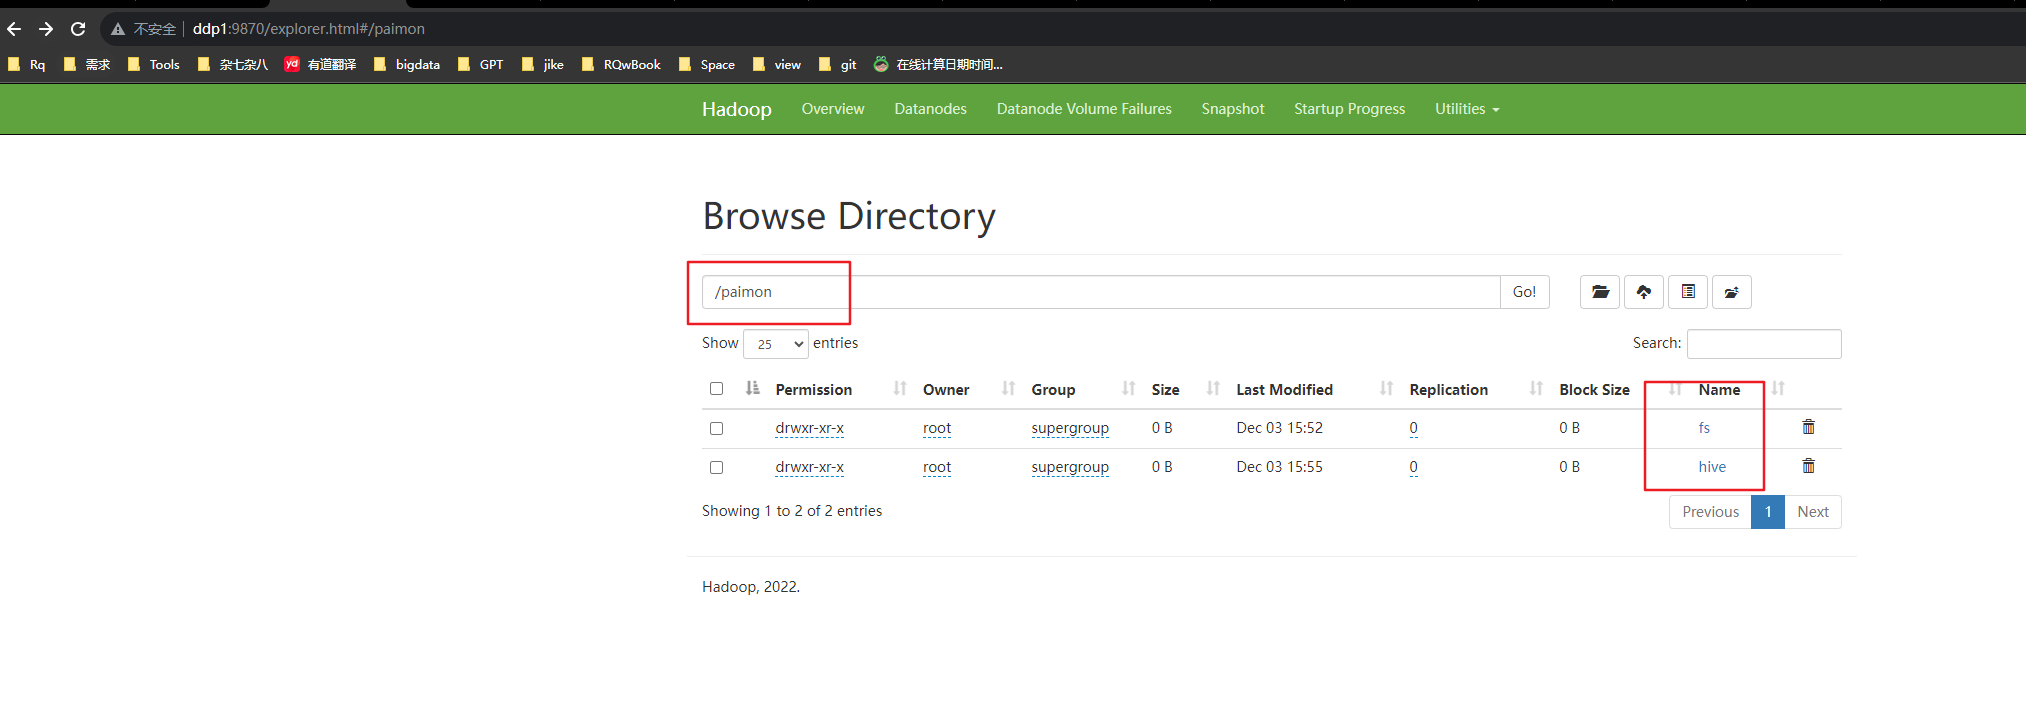 不安全 ddp1:9870/explorer.html#/paimon
Rq 需求 Tools 杂七杂八 yd 有道翻译 bigdata GPT jike RQwBook Space view git 在线计算日期时间...
Hadoop Overview Datanodes Datanode Volume Failures Snapshot Startup Progress Utilities
Browse Directory
/paimon Go!
Show 25 entries Search:
Permission Owner Group Size Last Modified Replication Block Size Name
drwxr-xr-x root supergroup 0 B Dec 03 15:52 0 0 B fs
drwxr-xr-x root supergroup 0 B Dec 03 15:55 0 0 B hive
Showing 1 to 2 of 2 entries Previous 1 Next
Hadoop, 2022.